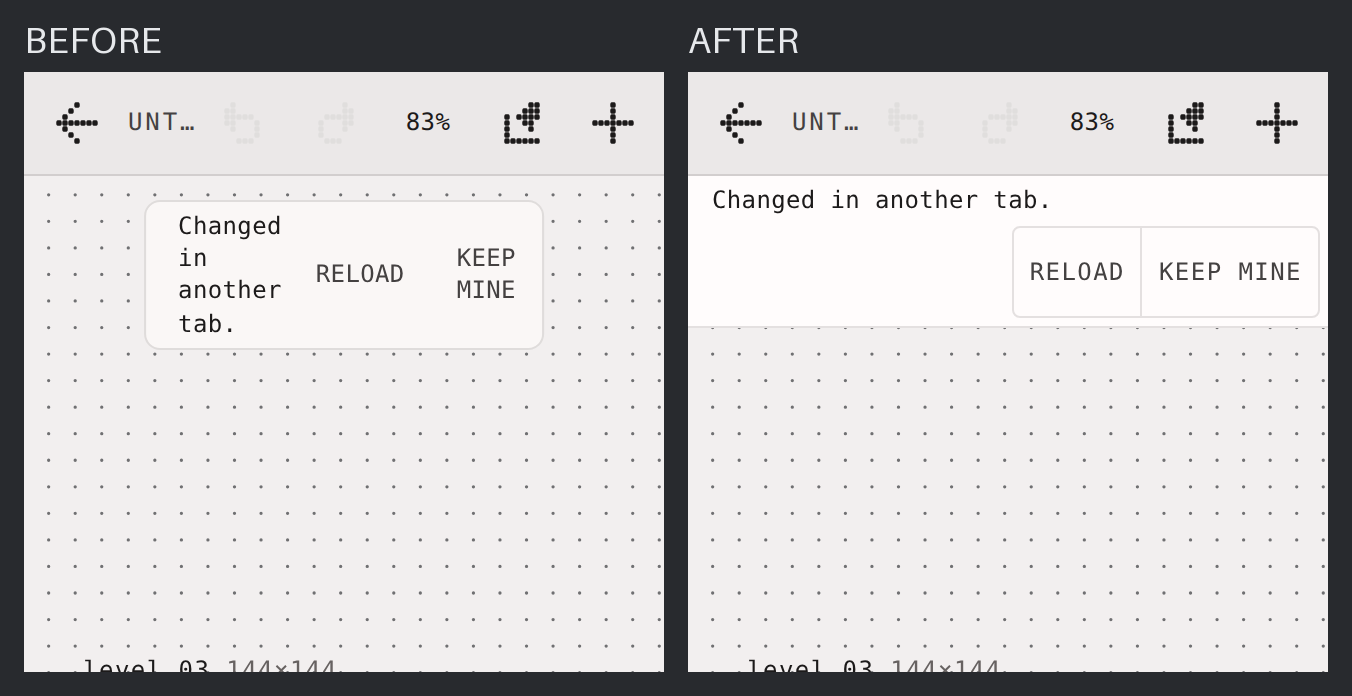 BEFORE
UNT…
83%
Changed
in
another
tab.
RELOAD
KEEP
MINE
level 03 144×144
AFTER
UNT…
83%
Changed in another tab.
RELOAD
KEEP MINE
level 03 144×144